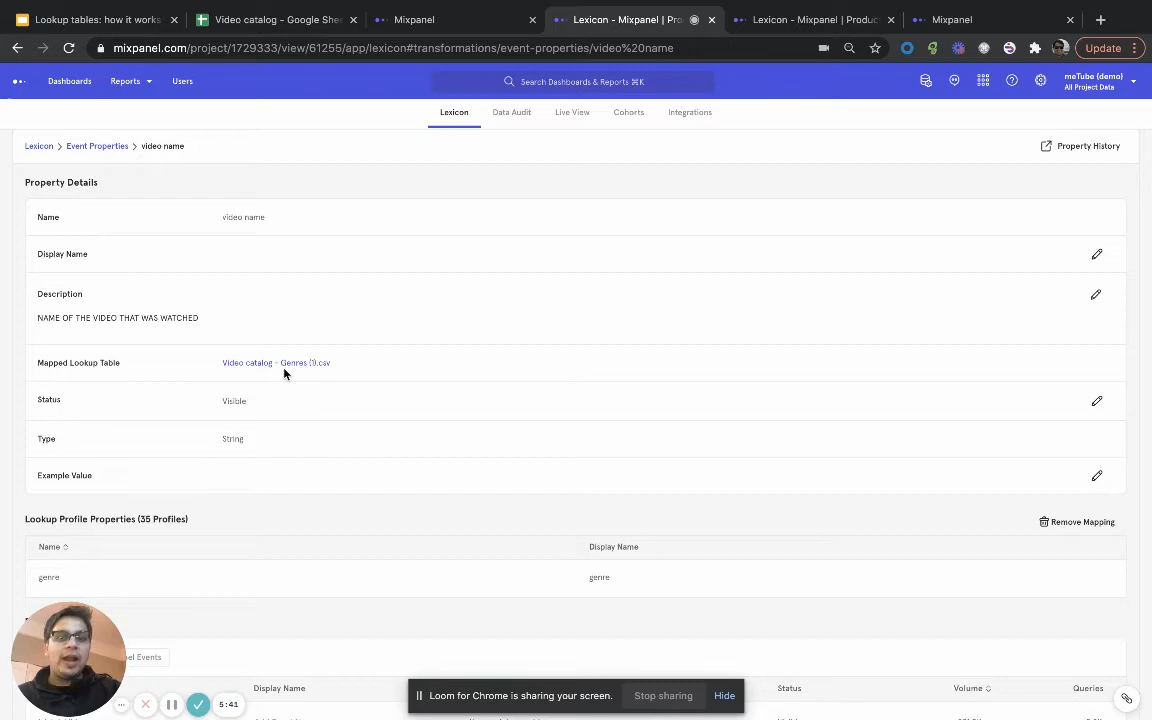 Lookup tables: how it works
Video catalog - Google Shee
Mixpanel
Lexicon - Mixpanel | Pro
Lexicon - Mixpanel | Produc
Mixpanel
mixpanel.com/project/1729333/view/61255/app/lexicon#transformations/event-properties/video%20name
Update
Dashboards
Reports
Users
Search Dashboards & Reports ⌘K
meTube (demo)
All Project Data
Lexicon
Data Audit
Live View
Cohorts
Integrations
Lexicon > Event Properties > video name
Property History
Property Details
Name
video name
Display Name
Description
NAME OF THE VIDEO THAT WAS WATCHED
Mapped Lookup Table
Video catalog - Genres (1).csv
Status
Visible
Type
String
Example Value
Lookup Profile Properties (35 Profiles)
Remove Mapping
Name
Display Name
genre
genre
el Events
Display Name
Status
Volume
Queries
Loom for Chrome is sharing your screen.
Stop sharing
Hide
5:41